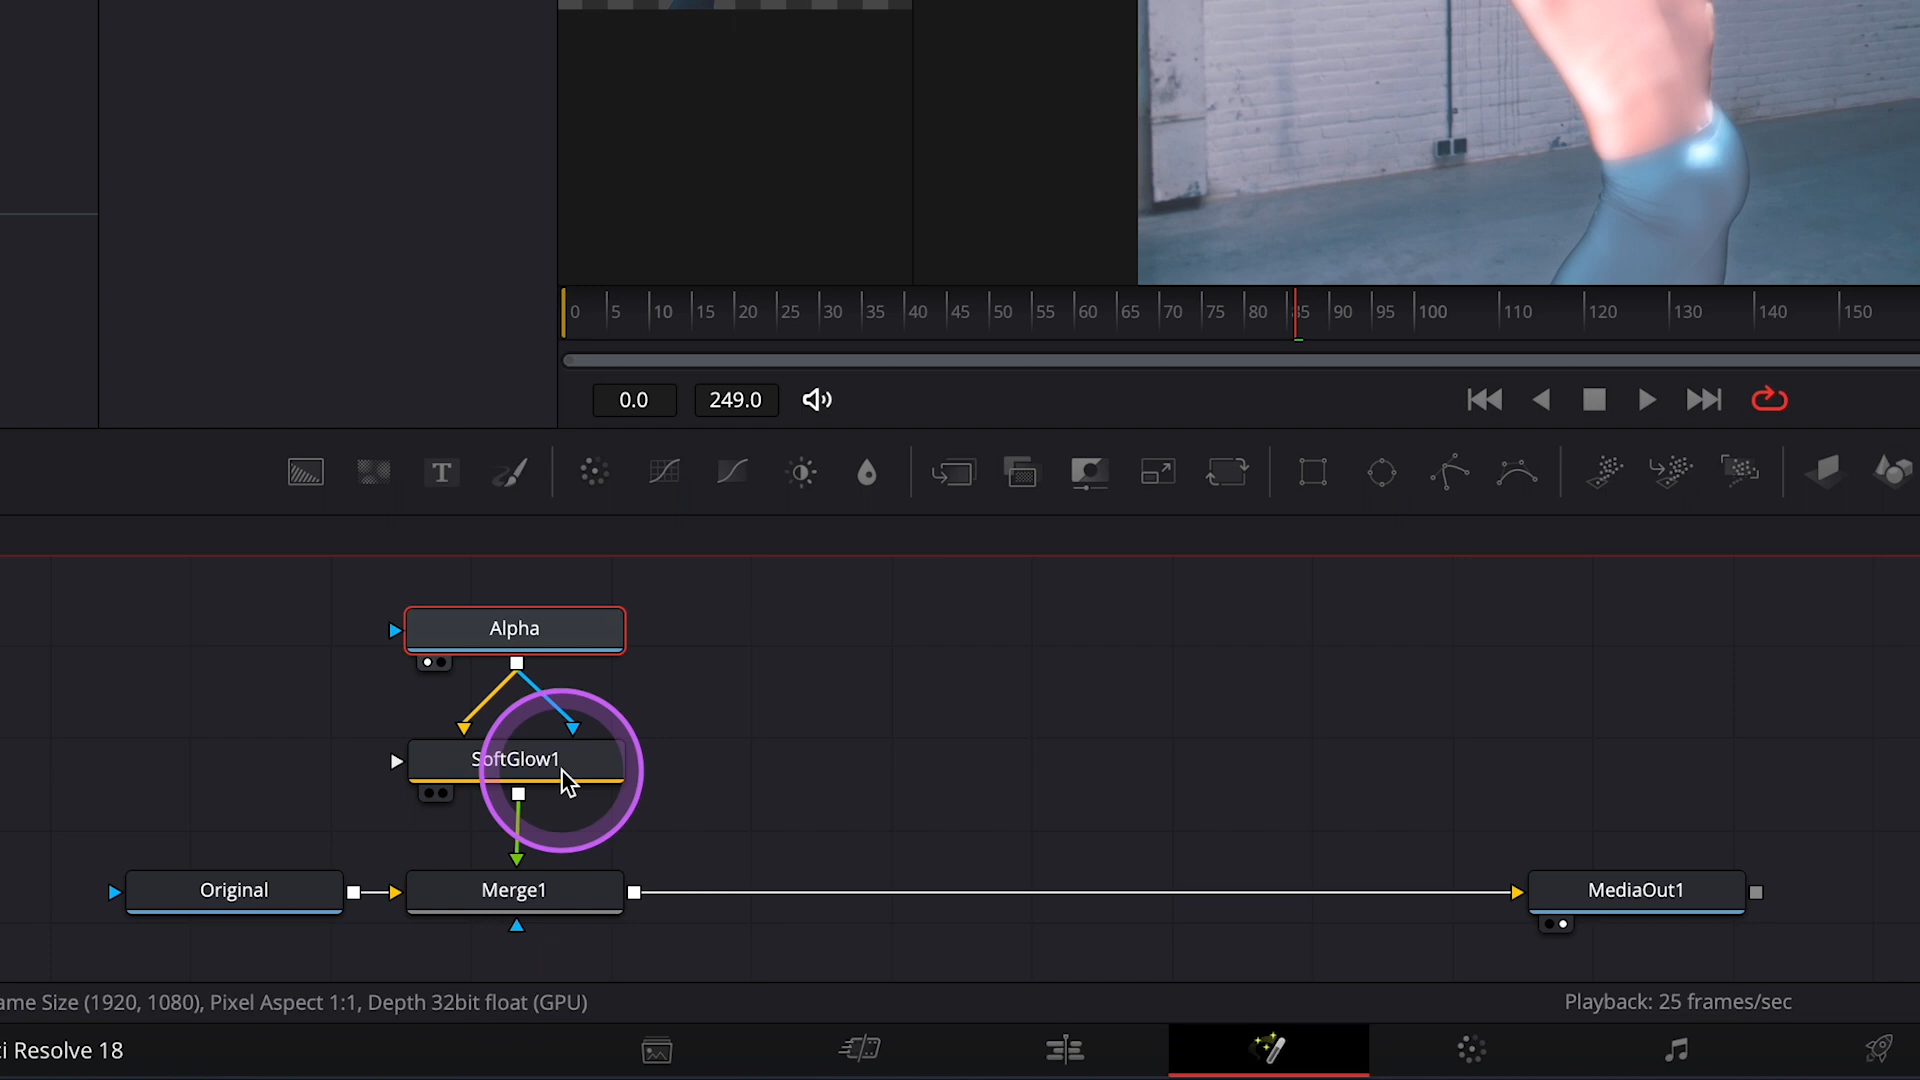 0 5 10 15 20 25 30 35 40 45 50 55 60 65 70 75 80 85 90 95 100 110 120 130 140 150
0.0 249.0
T
Alpha
SoftGlow1
Original Merge1 MediaOut1
ame Size (1920, 1080), Pixel Aspect 1:1, Depth 32bit float (GPU) Playback: 25 frames/sec
i Resolve 18